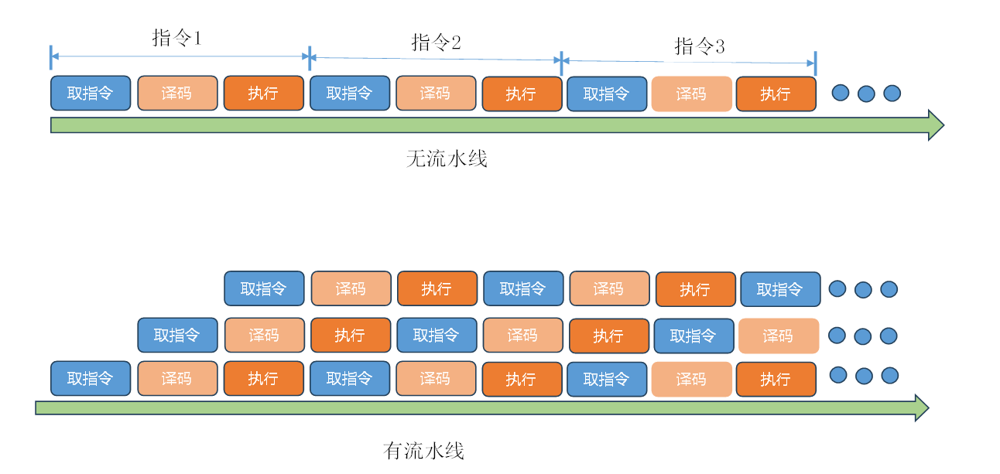 指令1 指令2 指令3
取指令 译码 执行 取指令 译码 执行 取指令 译码 执行
无流水线
取指令 译码 执行 取指令 译码 执行 取指令
取指令 译码 执行 取指令 译码 执行 取指令 译码
取指令 译码 执行 取指令 译码 执行 取指令 译码 执行
有流水线